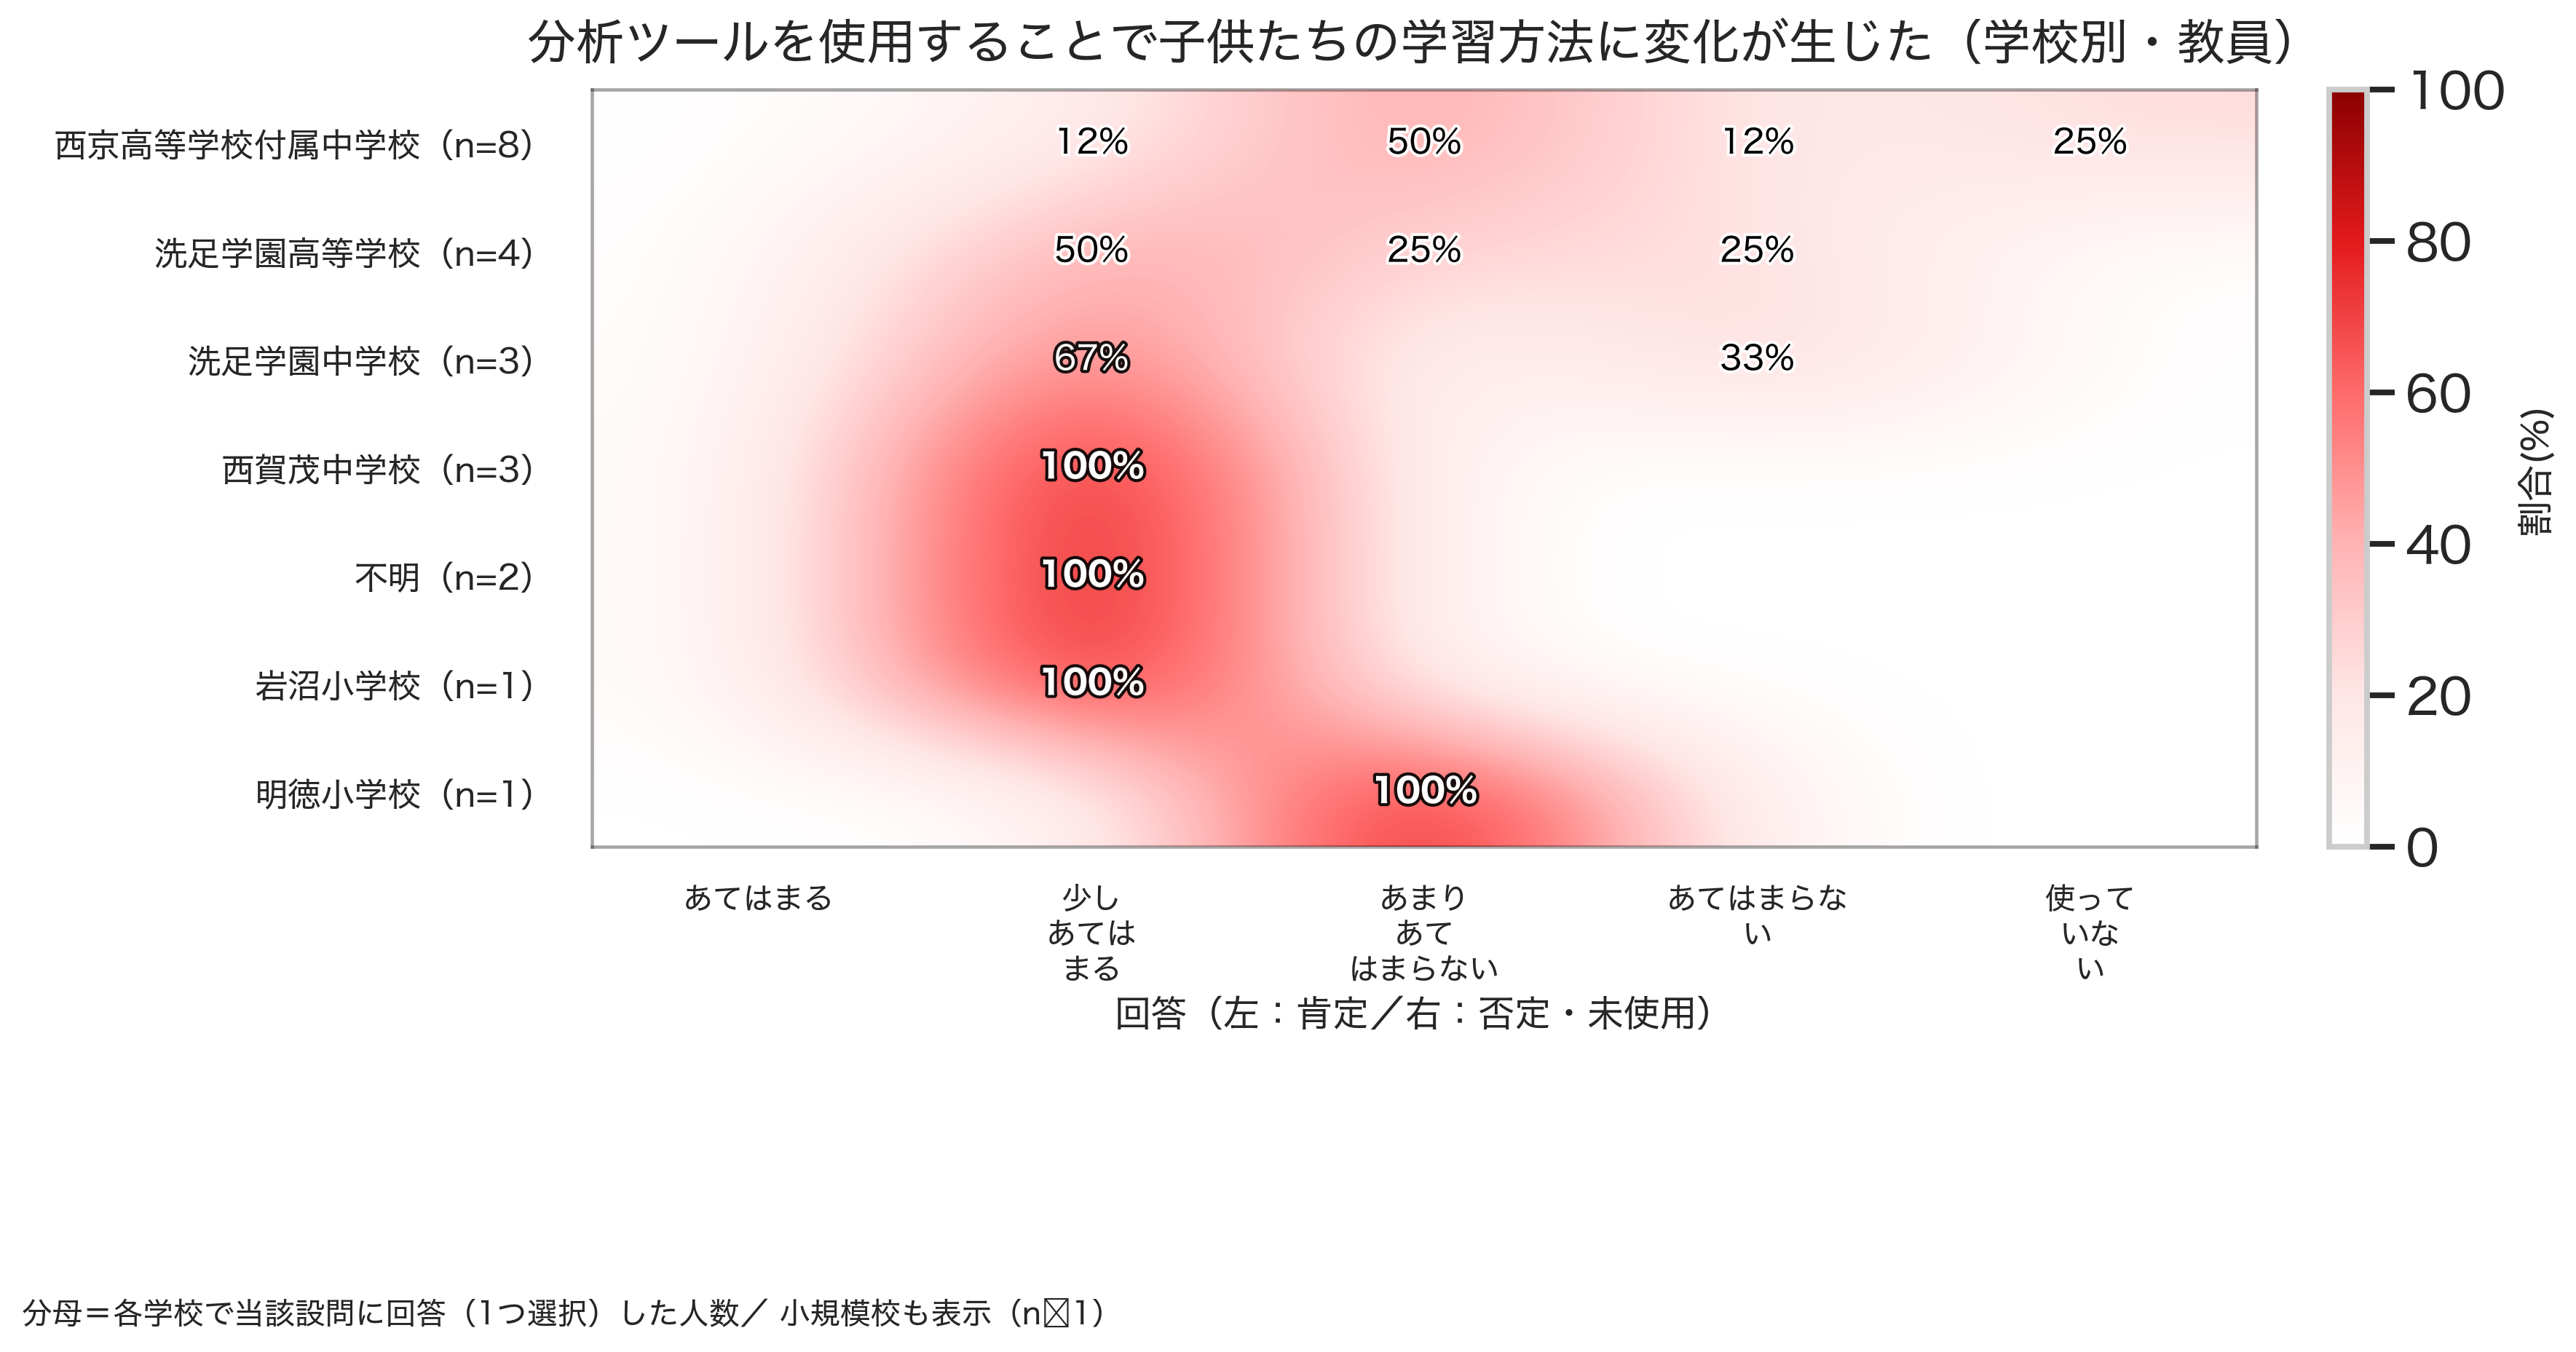 分析ツールを使用することで子供たちの学習方法に変化が生じた（学校別・教員）
西京高等学校付属中学校（n=8）
12%
50%
12%
25%
洗足学園高等学校（n=4）
50%
25%
25%
洗足学園中学校（n=3）
67%
33%
西賀茂中学校（n=3）
100%
不明（n=2）
100%
岩沼小学校（n=1）
100%
明徳小学校（n=1）
100%
あてはまる
少し
あては
まる
あまり
あて
はまらない
あてはまらな
い
使って
いな
い
回答（左：肯定／右：否定・未使用）
100
80
60
40
20
0
割合(%)
分母＝各学校で当該設問に回答（1つ選択）した人数／ 小規模校も表示（n☒1）